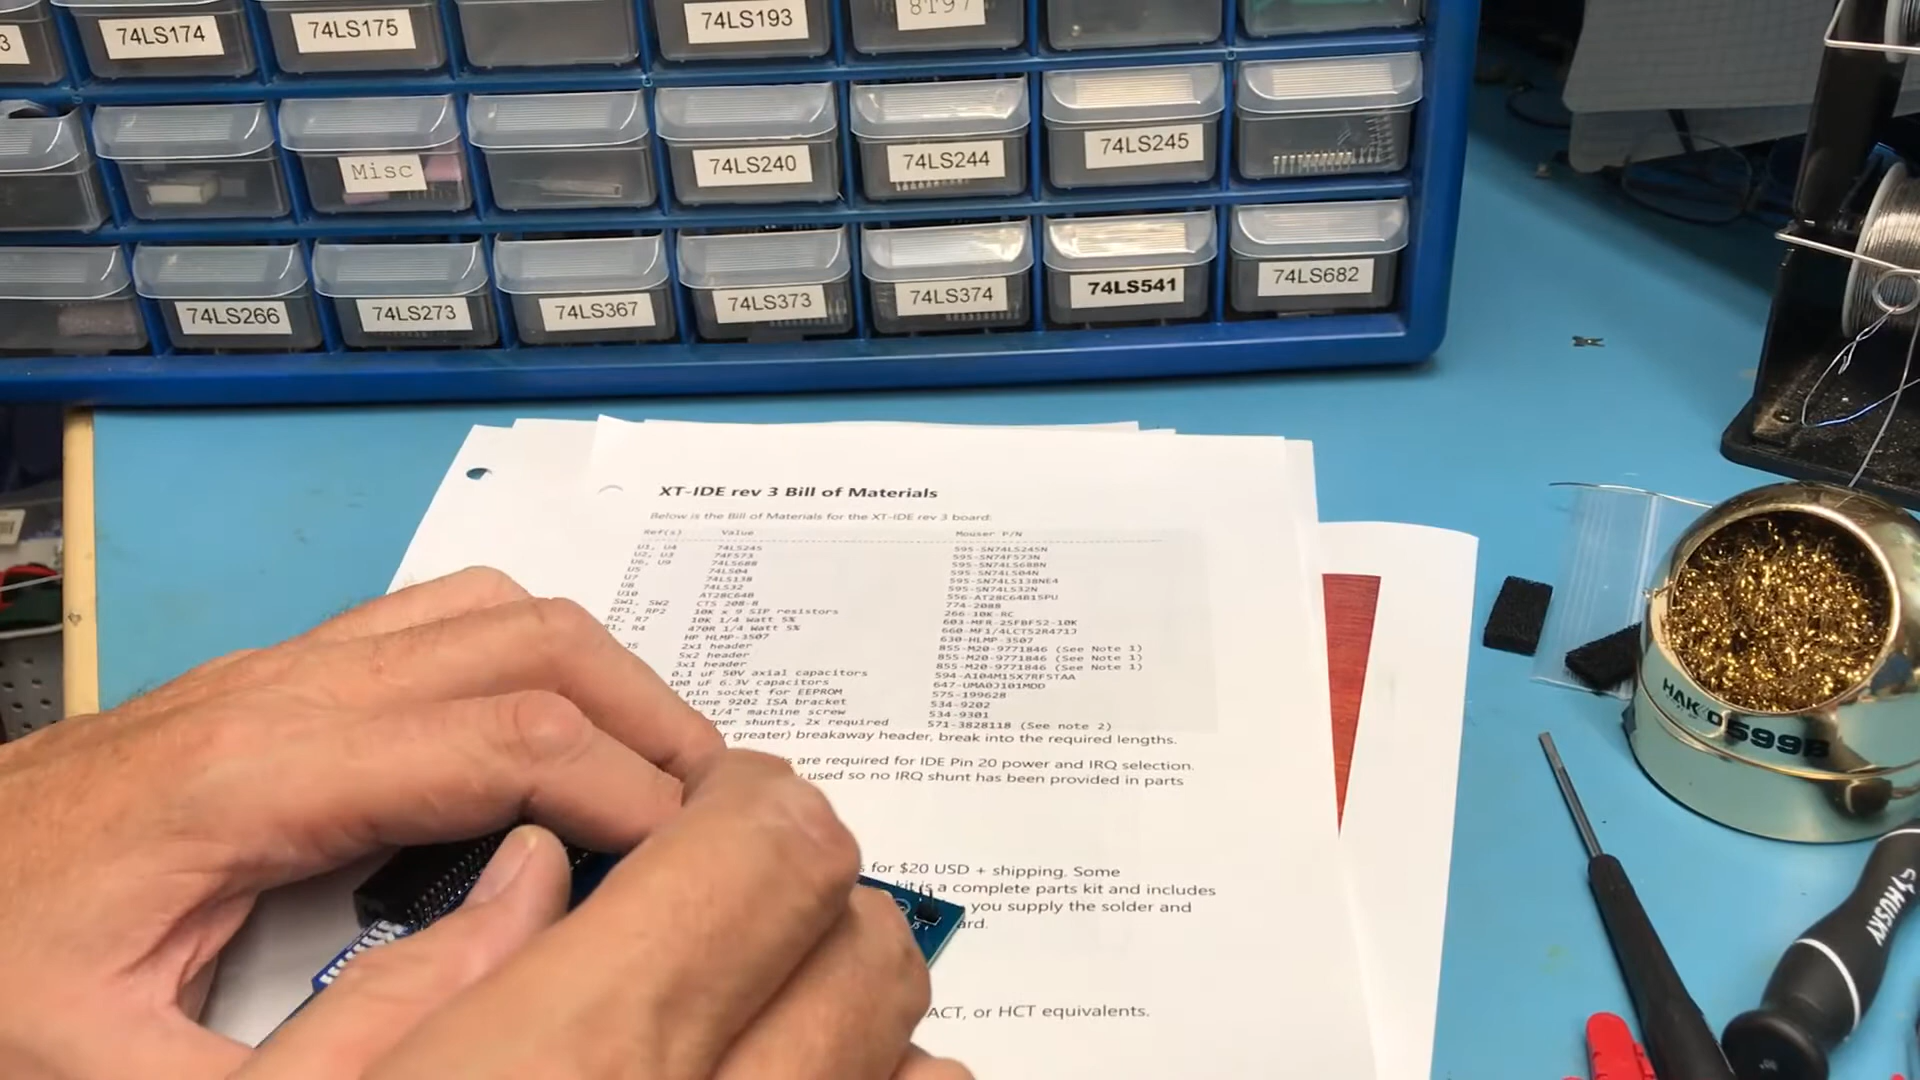 3
74LS174
74LS175
74LS193
8T97
Misc
74LS240
74LS244
74LS245
74LS266
74LS273
74LS367
74LS373
74LS374
74LS541
74LS682
XT-IDE rev 3 Bill of Materials
Below is the Bill of Materials for the XT-IDE rev 3 board:
Ref(s) Value Mouser P/N
U1, U4 74LS245 595-SN74LS245N
U2, U3 74F573 595-SN74F573N
U6, U9 74LS688 595-SN74LS688N
U5 74LS04 595-SN74LS04N
U7 74LS138 595-SN74LS138NE4
U8 74LS32 595-SN74LS32N
U10 AT28C64B 556-AT28C64B15PU
SW1, SW2 CTS 208-8 774-2088
RP1, RP2 10K x 9 SIP resistors 266-10K-RC
R2, R7 10K 1/4 Watt 5% 603-MFR-25FBF52-10K
R1, R4 470R 1/4 Watt 5% 660-MF1/4LCT52R471J
HP HLMP-3507 630-HLMP-3507
J5 2x1 header 855-M20-9771846 (See Note 1)
5x2 header 855-M20-9771846 (See Note 1)
3x1 header 855-M20-9771846 (See Note 1)
0.1 uF 50V axial capacitors 594-A104M15X7RF5TAA
100 uF 6.3V capacitors 647-UMA0J101MDD
pin socket for EEPROM 575-199628
stone 9202 ISA bracket 534-9202
1/4" machine screw 534-9301
per shunts, 2x required 571-3828118 (See note 2)
r greater) breakaway header, break into the required lengths.
s are required for IDE Pin 20 power and IRQ selection.
y used so no IRQ shunt has been provided in parts
s for $20 USD + shipping. Some
kit is a complete parts kit and includes
you supply the solder and
ard.
ACT, or HCT equivalents.
J5
HAKKO 599B
HUSKY